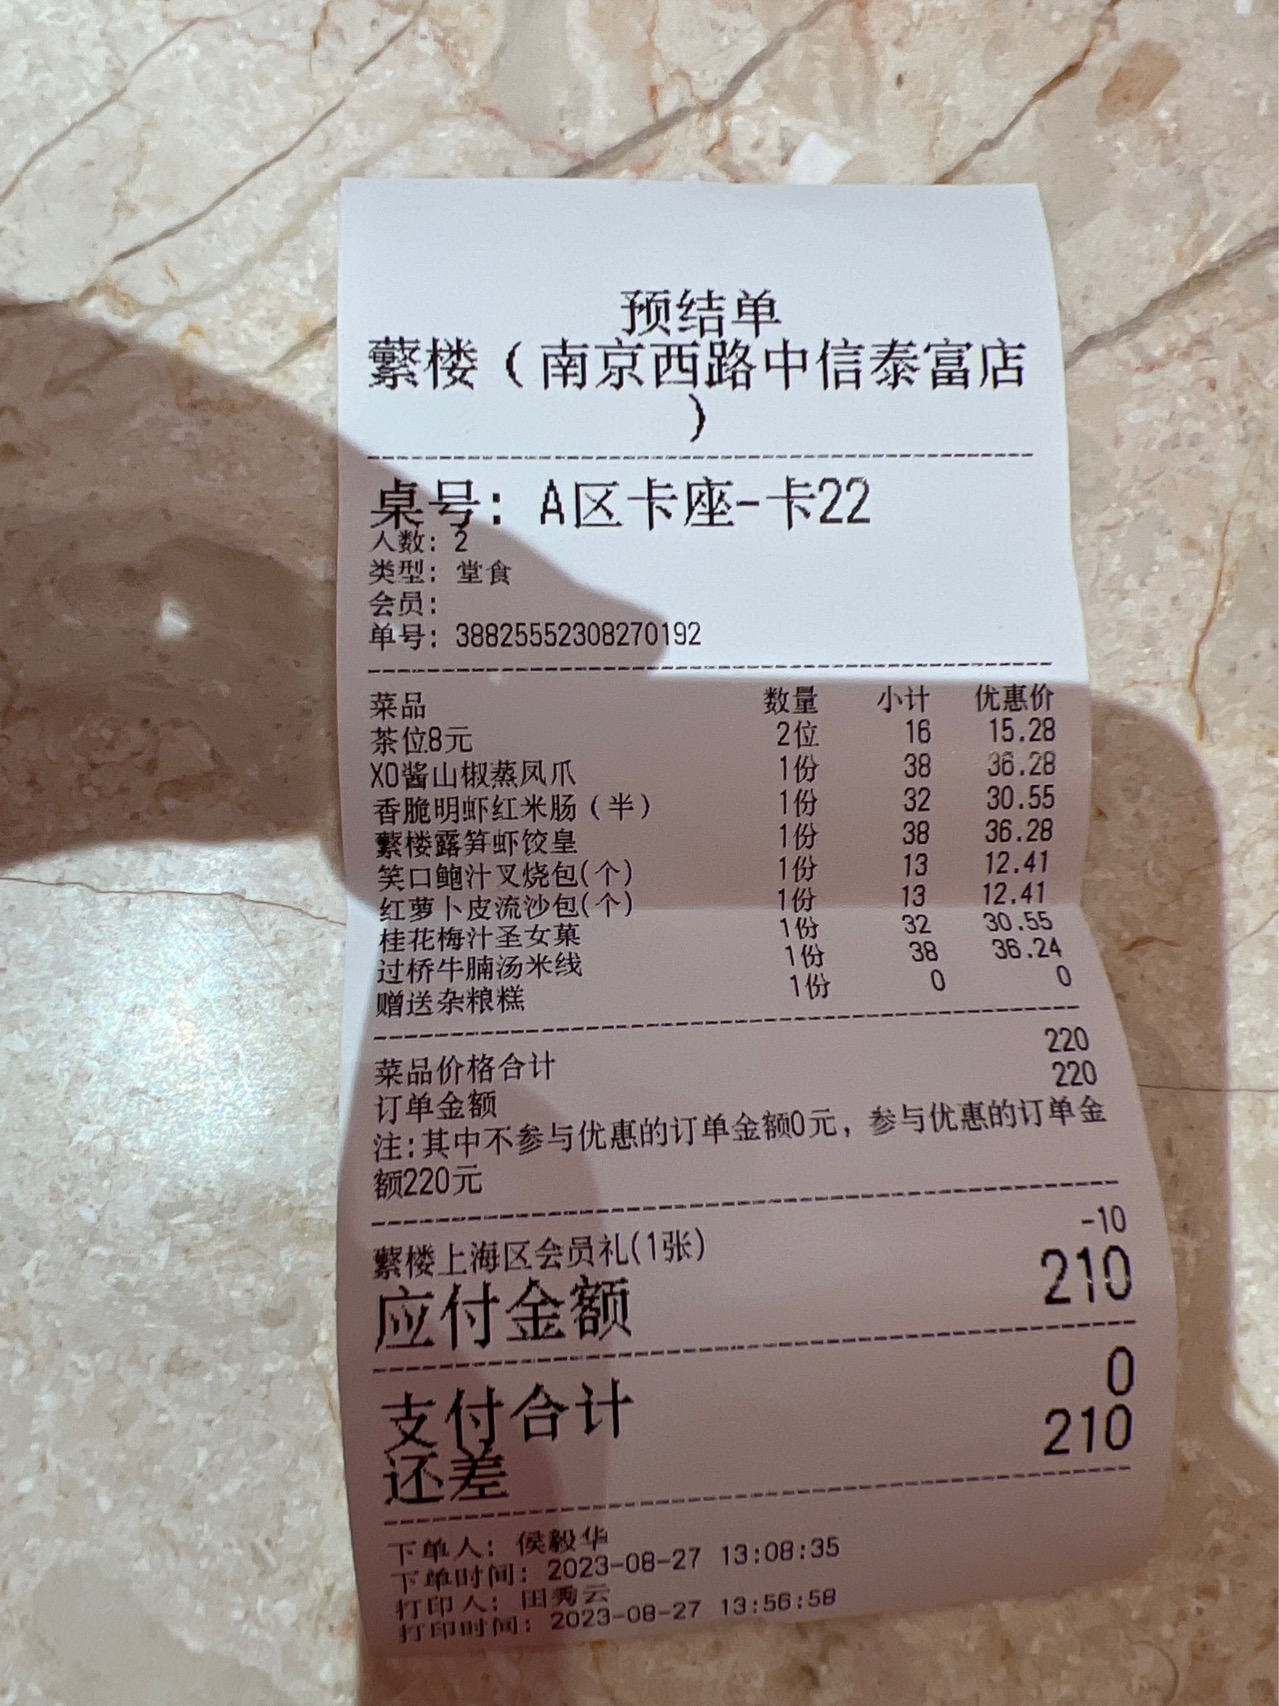 预结单
蘩楼（南京西路中信泰富店
）
桌号: A区卡座-卡22
人数: 2
类型: 堂食
会员:
单号: 38825552308270192
菜品 数量 小计 优惠价
茶位8元 2位 16 15.28
XO酱山椒蒸凤爪 1份 38 36.28
香脆明虾红米肠（半） 1份 32 30.55
蘩楼露笋虾饺皇 1份 38 36.28
笑口鲍汁叉烧包(个) 1份 13 12.41
红萝卜皮流沙包(个) 1份 13 12.41
桂花梅汁圣女菓 1份 32 30.55
过桥牛腩汤米线 1份 38 36.24
赠送杂粮糕 1份 0 0
菜品价格合计 220
订单金额 220
注:其中不参与优惠的订单金额0元，参与优惠的订单金
额220元
蘩楼上海区会员礼(1张) -10
应付金额 210
支付合计 0
还差 210
下单人: 侯毅华
下单时间: 2023-08-27 13:08:35
打印人: 田秀云
打印时间: 2023-08-27 13:56:58